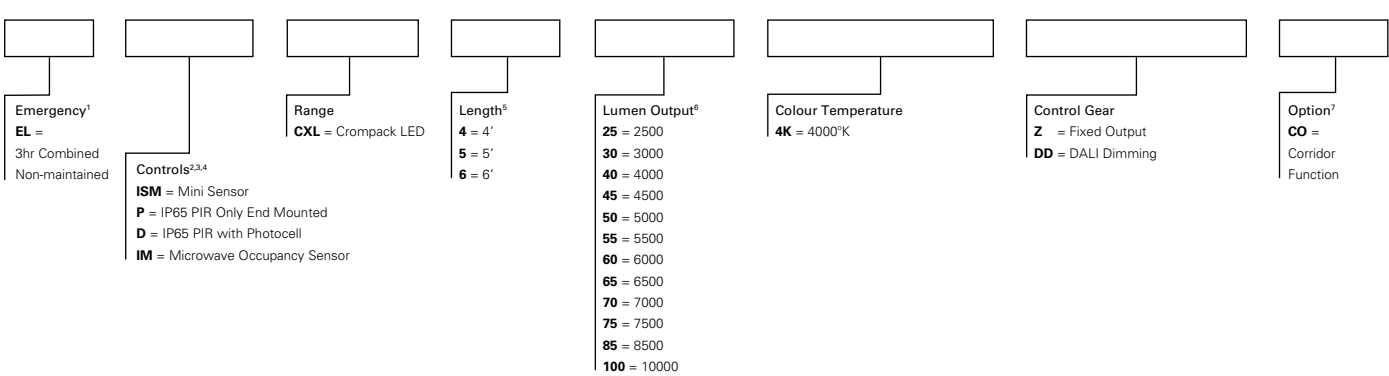 Emergency¹
EL =
3hr Combined
Non-maintained
Controls²,³,⁴
ISM = Mini Sensor
P = IP65 PIR Only End Mounted
D = IP65 PIR with Photocell
IM = Microwave Occupancy Sensor
Range
CXL = Crompack LED
Length⁵
4 = 4′
5 = 5′
6 = 6′
Lumen Output⁶
25 = 2500
30 = 3000
40 = 4000
45 = 4500
50 = 5000
55 = 5500
60 = 6000
65 = 6500
70 = 7000
75 = 7500
85 = 8500
100 = 10000
Colour Temperature
4K = 4000°K
Control Gear
Z = Fixed Output
DD = DALI Dimming
Option⁷
CO =
Corridor
Function